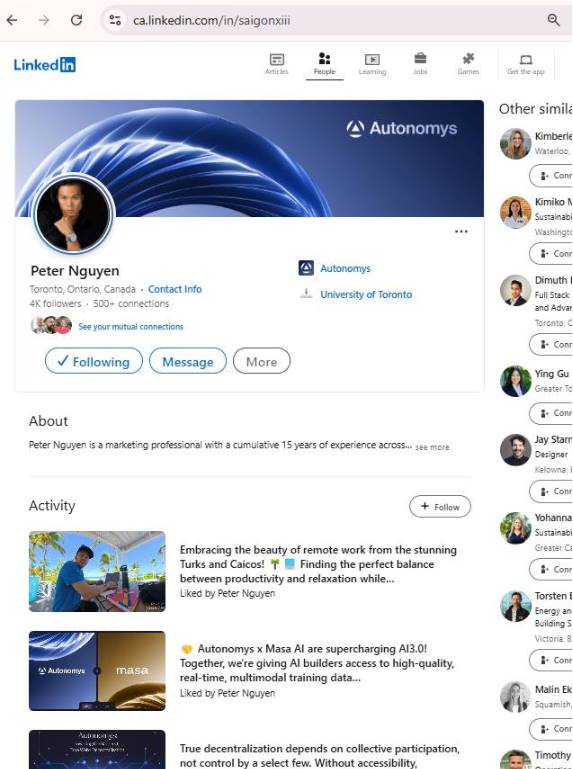 ca.linkedin.com/in/saigonxiii
Linkedin
Articles
People
Learning
Jobs
Games
Get the app
Autonomys
Peter Nguyen
Toronto, Ontario, Canada · Contact Info
4K followers · 500+ connections
See your mutual connections
Autonomys
University of Toronto
Following
Message
More
About
Peter Nguyen is a marketing professional with a cumulative 15 years of experience across... see more
Activity
+ Follow
Embracing the beauty of remote work from the stunning
Turks and Caicos! 🌴 Finding the perfect balance
between productivity and relaxation while...
Liked by Peter Nguyen
Autonomys
masa
Autonomys x Masa AI are supercharging AI3.0!
Together, we're giving AI builders access to high-quality,
real-time, multimodal training data...
Liked by Peter Nguyen
Autonomys
True decentralization depends on collective participation,
not control by a select few. Without accessibility,
Other simila
Kimberle
Waterloo,
Conn
Kimiko M
Sustainabi
Washingto
Conn
Dimuth
Full Stack
and Advar
Toronto,
Conn
Ying Gu
Greater To
Conn
Jay Starn
Designer
Kelowna,
Conn
Yohanna
Sustainabi
Greater Ca
Conn
Torsten
Energy an
Building S
Victoria, B
Conn
Malin Ek
Squamish,
Conn
Timothy